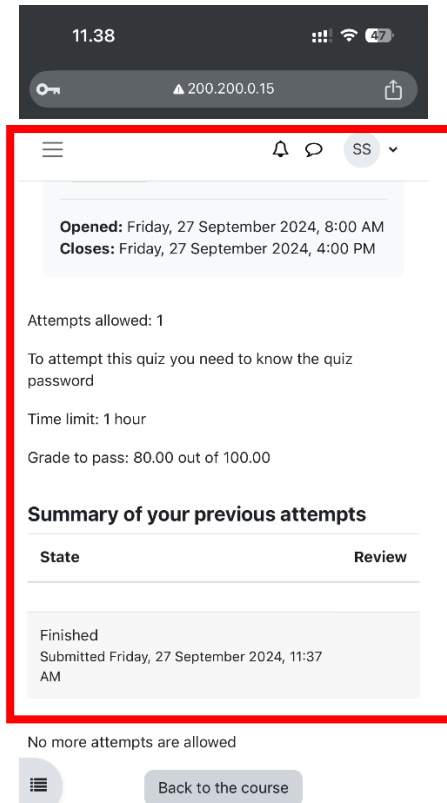 11.38
47
200.200.0.15
SS
Opened: Friday, 27 September 2024, 8:00 AM
Closes: Friday, 27 September 2024, 4:00 PM
Attempts allowed: 1
To attempt this quiz you need to know the quiz
password
Time limit: 1 hour
Grade to pass: 80.00 out of 100.00
Summary of your previous attempts
State Review
Finished
Submitted Friday, 27 September 2024, 11:37
AM
No more attempts are allowed
Back to the course